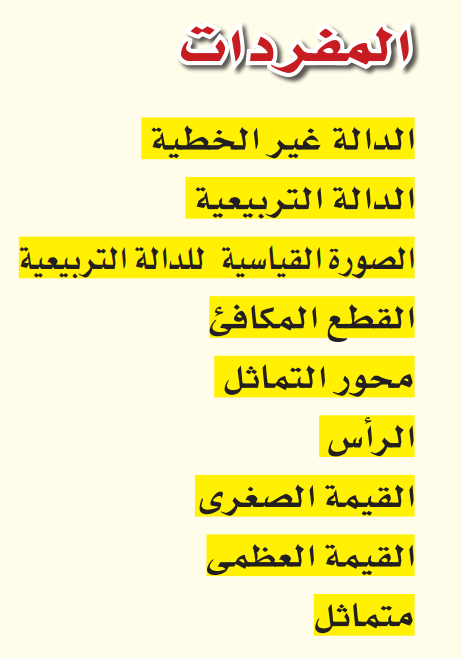 المفردات
الدالة غير الخطية
الدالة التربيعية
الصورة القياسية للدالة التربيعية
القطع المكافئ
محور التماثل
الرأس
القيمة الصغرى
القيمة العظمى
متماثل